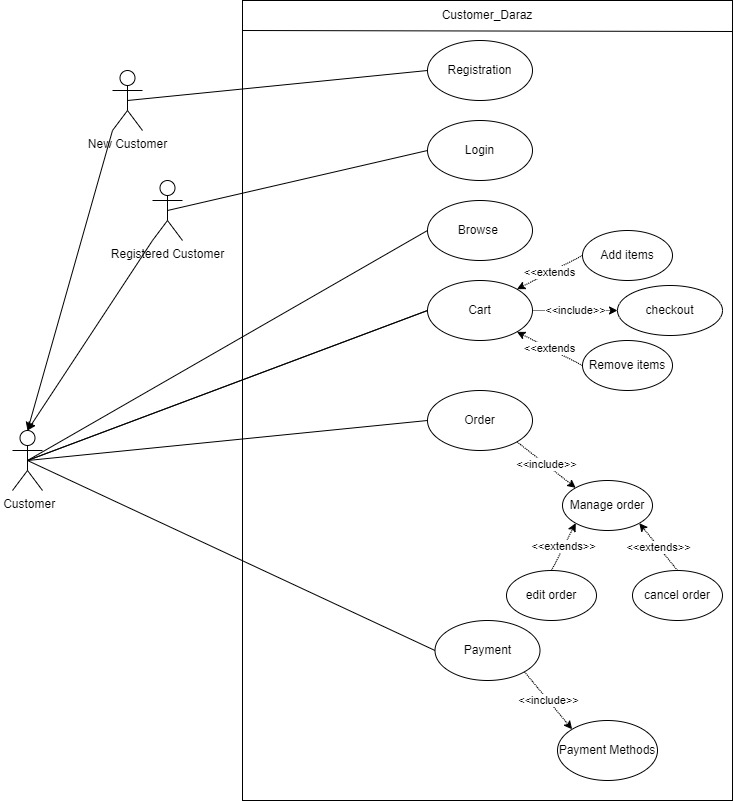 Customer_Daraz
Registration
New Customer
Login
Registered Customer
Browse
Add items
<<extends
Cart
<<include>>
checkout
<<extends
Remove items
Order
Customer
<<include>>
Manage order
<<extends>>
<<extends>>
edit order
cancel order
Payment
<<include>>
Payment Methods